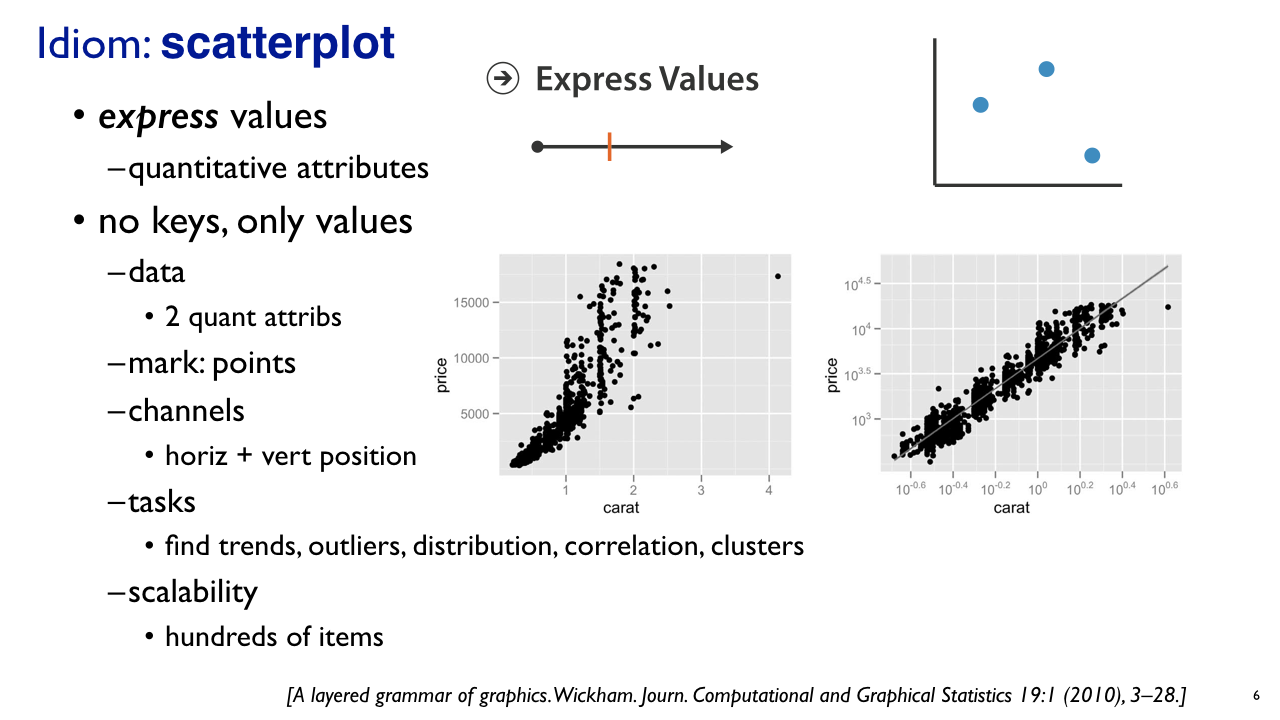 Idiom: scatterplot
• express values
–quantitative attributes
• no keys, only values
–data
• 2 quant attribs
–mark: points
–channels
• horiz + vert position
–tasks
• find trends, outliers, distribution, correlation, clusters
–scalability
• hundreds of items
Express Values
15000
10000
5000
price
1 2 3 4
carat
10^4.5
10^4
10^3.5
10^3
price
10^-0.6 10^-0.4 10^-0.2 10^0 10^0.2 10^0.4 10^0.6
carat
[A layered grammar of graphics. Wickham. Journ. Computational and Graphical Statistics 19:1 (2010), 3–28.]
6